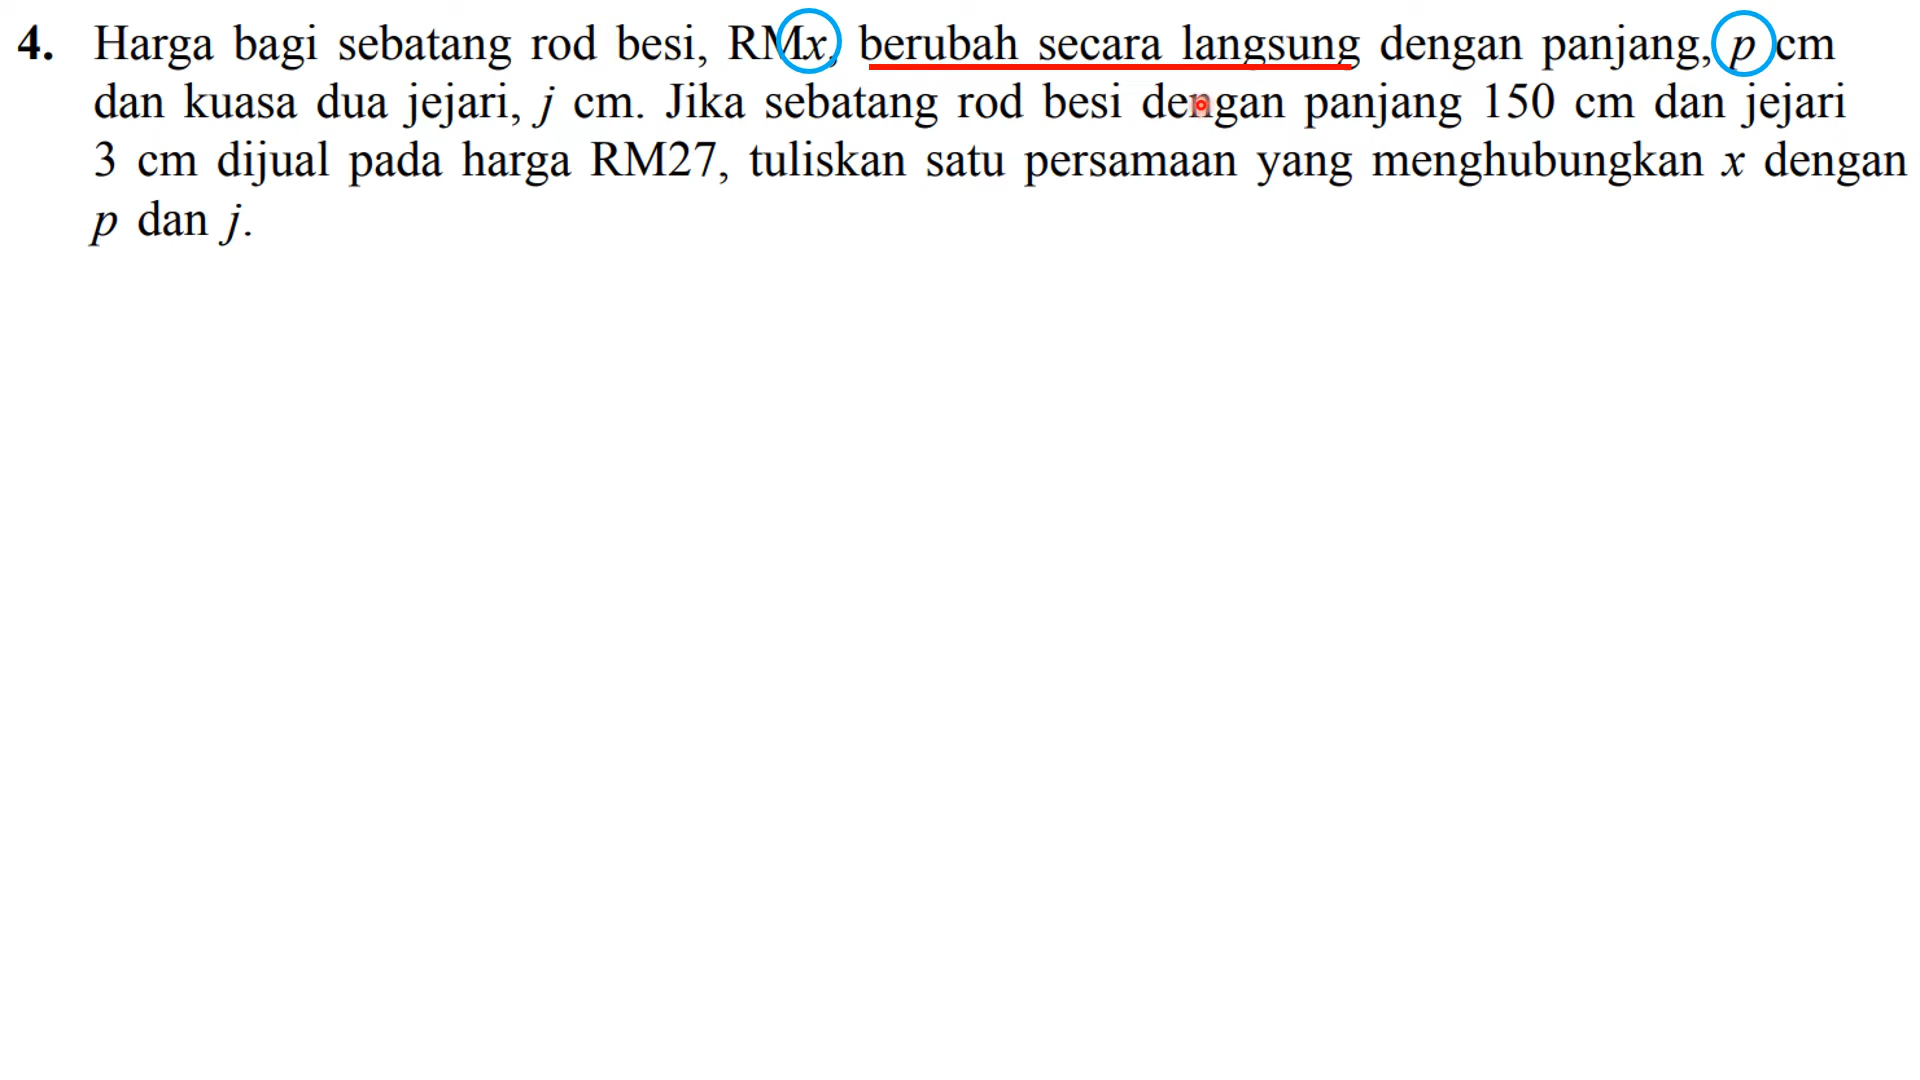 4. Harga bagi sebatang rod besi, RMx, berubah secara langsung dengan panjang, p cm
dan kuasa dua jejari, j cm. Jika sebatang rod besi dengan panjang 150 cm dan jejari
3 cm dijual pada harga RM27, tuliskan satu persamaan yang menghubungkan x dengan
p dan j.